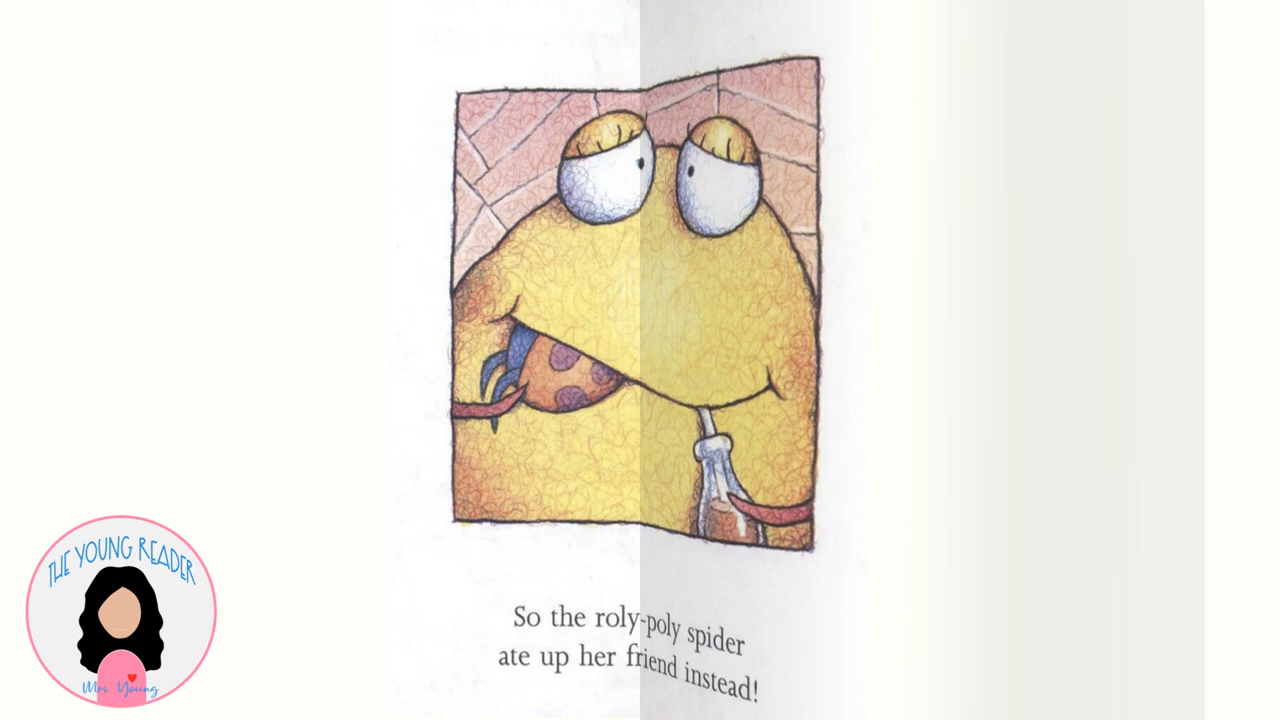 So the roly-poly spider
ate up her friend instead!
THE YOUNG READER
Mrs. Young